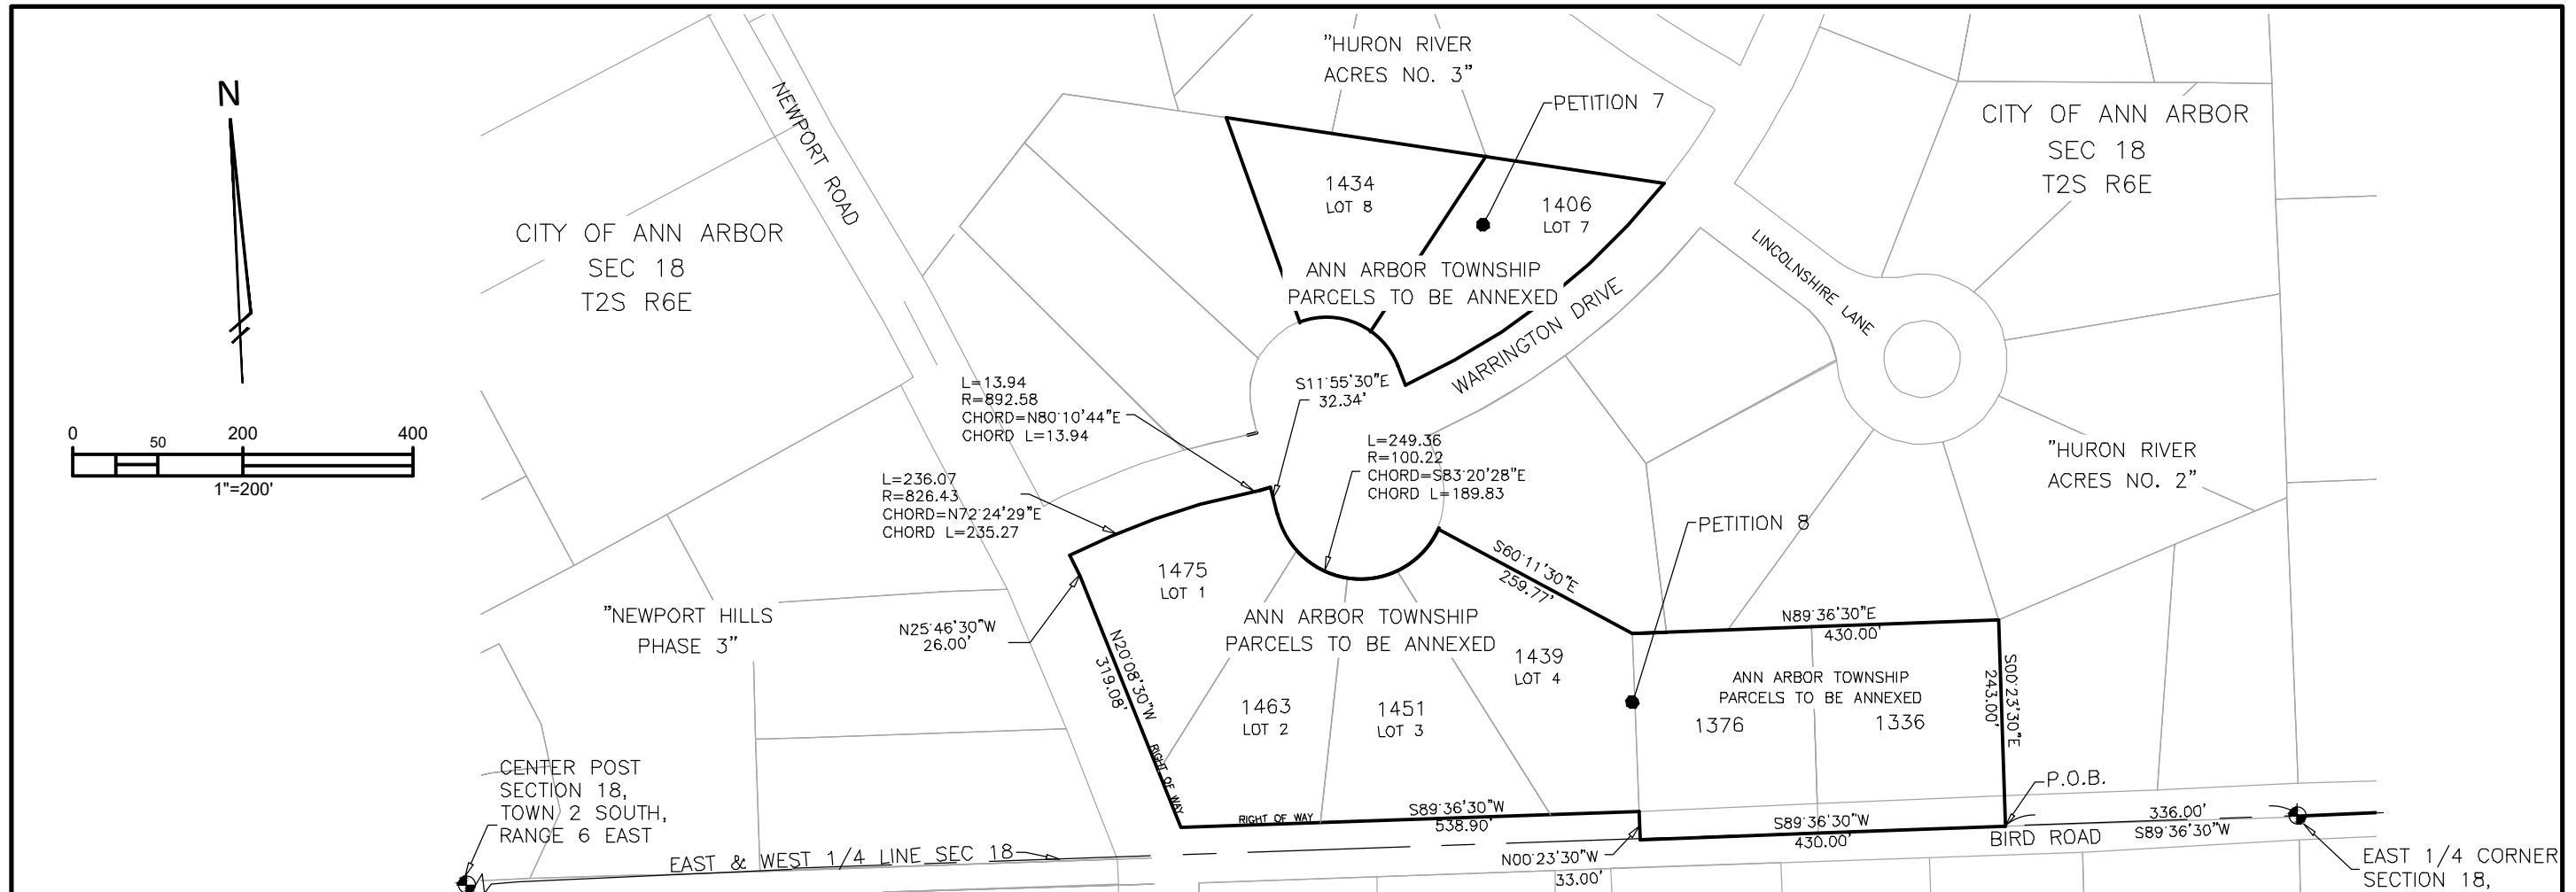 N
0
50
200
400
1"=200'
NEWPORT ROAD
"HURON RIVER
ACRES NO. 3"
PETITION 7
CITY OF ANN ARBOR
SEC 18
T2S R6E
CITY OF ANN ARBOR
SEC 18
T2S R6E
1434
LOT 8
1406
LOT 7
ANN ARBOR TOWNSHIP
PARCELS TO BE ANNEXED
WARRINGTON DRIVE
LINCOLNSHIRE LANE
L=13.94
R=892.58
CHORD=N80°10'44"E
CHORD L=13.94
S11°55'30"E
32.34'
L=249.36
R=100.22
CHORD=S83°20'28"E
CHORD L=189.83
L=236.07
R=826.43
CHORD=N72°24'29"E
CHORD L=235.27
"HURON RIVER
ACRES NO. 2"
PETITION 8
S60°11'30"E
259.77'
1475
LOT 1
"NEWPORT HILLS
PHASE 3"
N25°46'30"W
26.00'
ANN ARBOR TOWNSHIP
PARCELS TO BE ANNEXED
N20°08'30"W
319.08'
1439
LOT 4
N89°36'30"E
430.00'
ANN ARBOR TOWNSHIP
PARCELS TO BE ANNEXED
S00°23'30"E
243.00'
1463
LOT 2
1451
LOT 3
1376
1336
RIGHT OF WAY
CENTER POST
SECTION 18,
TOWN 2 SOUTH,
RANGE 6 EAST
P.O.B.
RIGHT OF WAY
S89°36'30"W
538.90'
S89°36'30"W
430.00'
BIRD ROAD
336.00'
S89°36'30"W
EAST & WEST 1/4 LINE SEC 18
N00°23'30"W
33.00'
EAST 1/4 CORNER
SECTION 18,